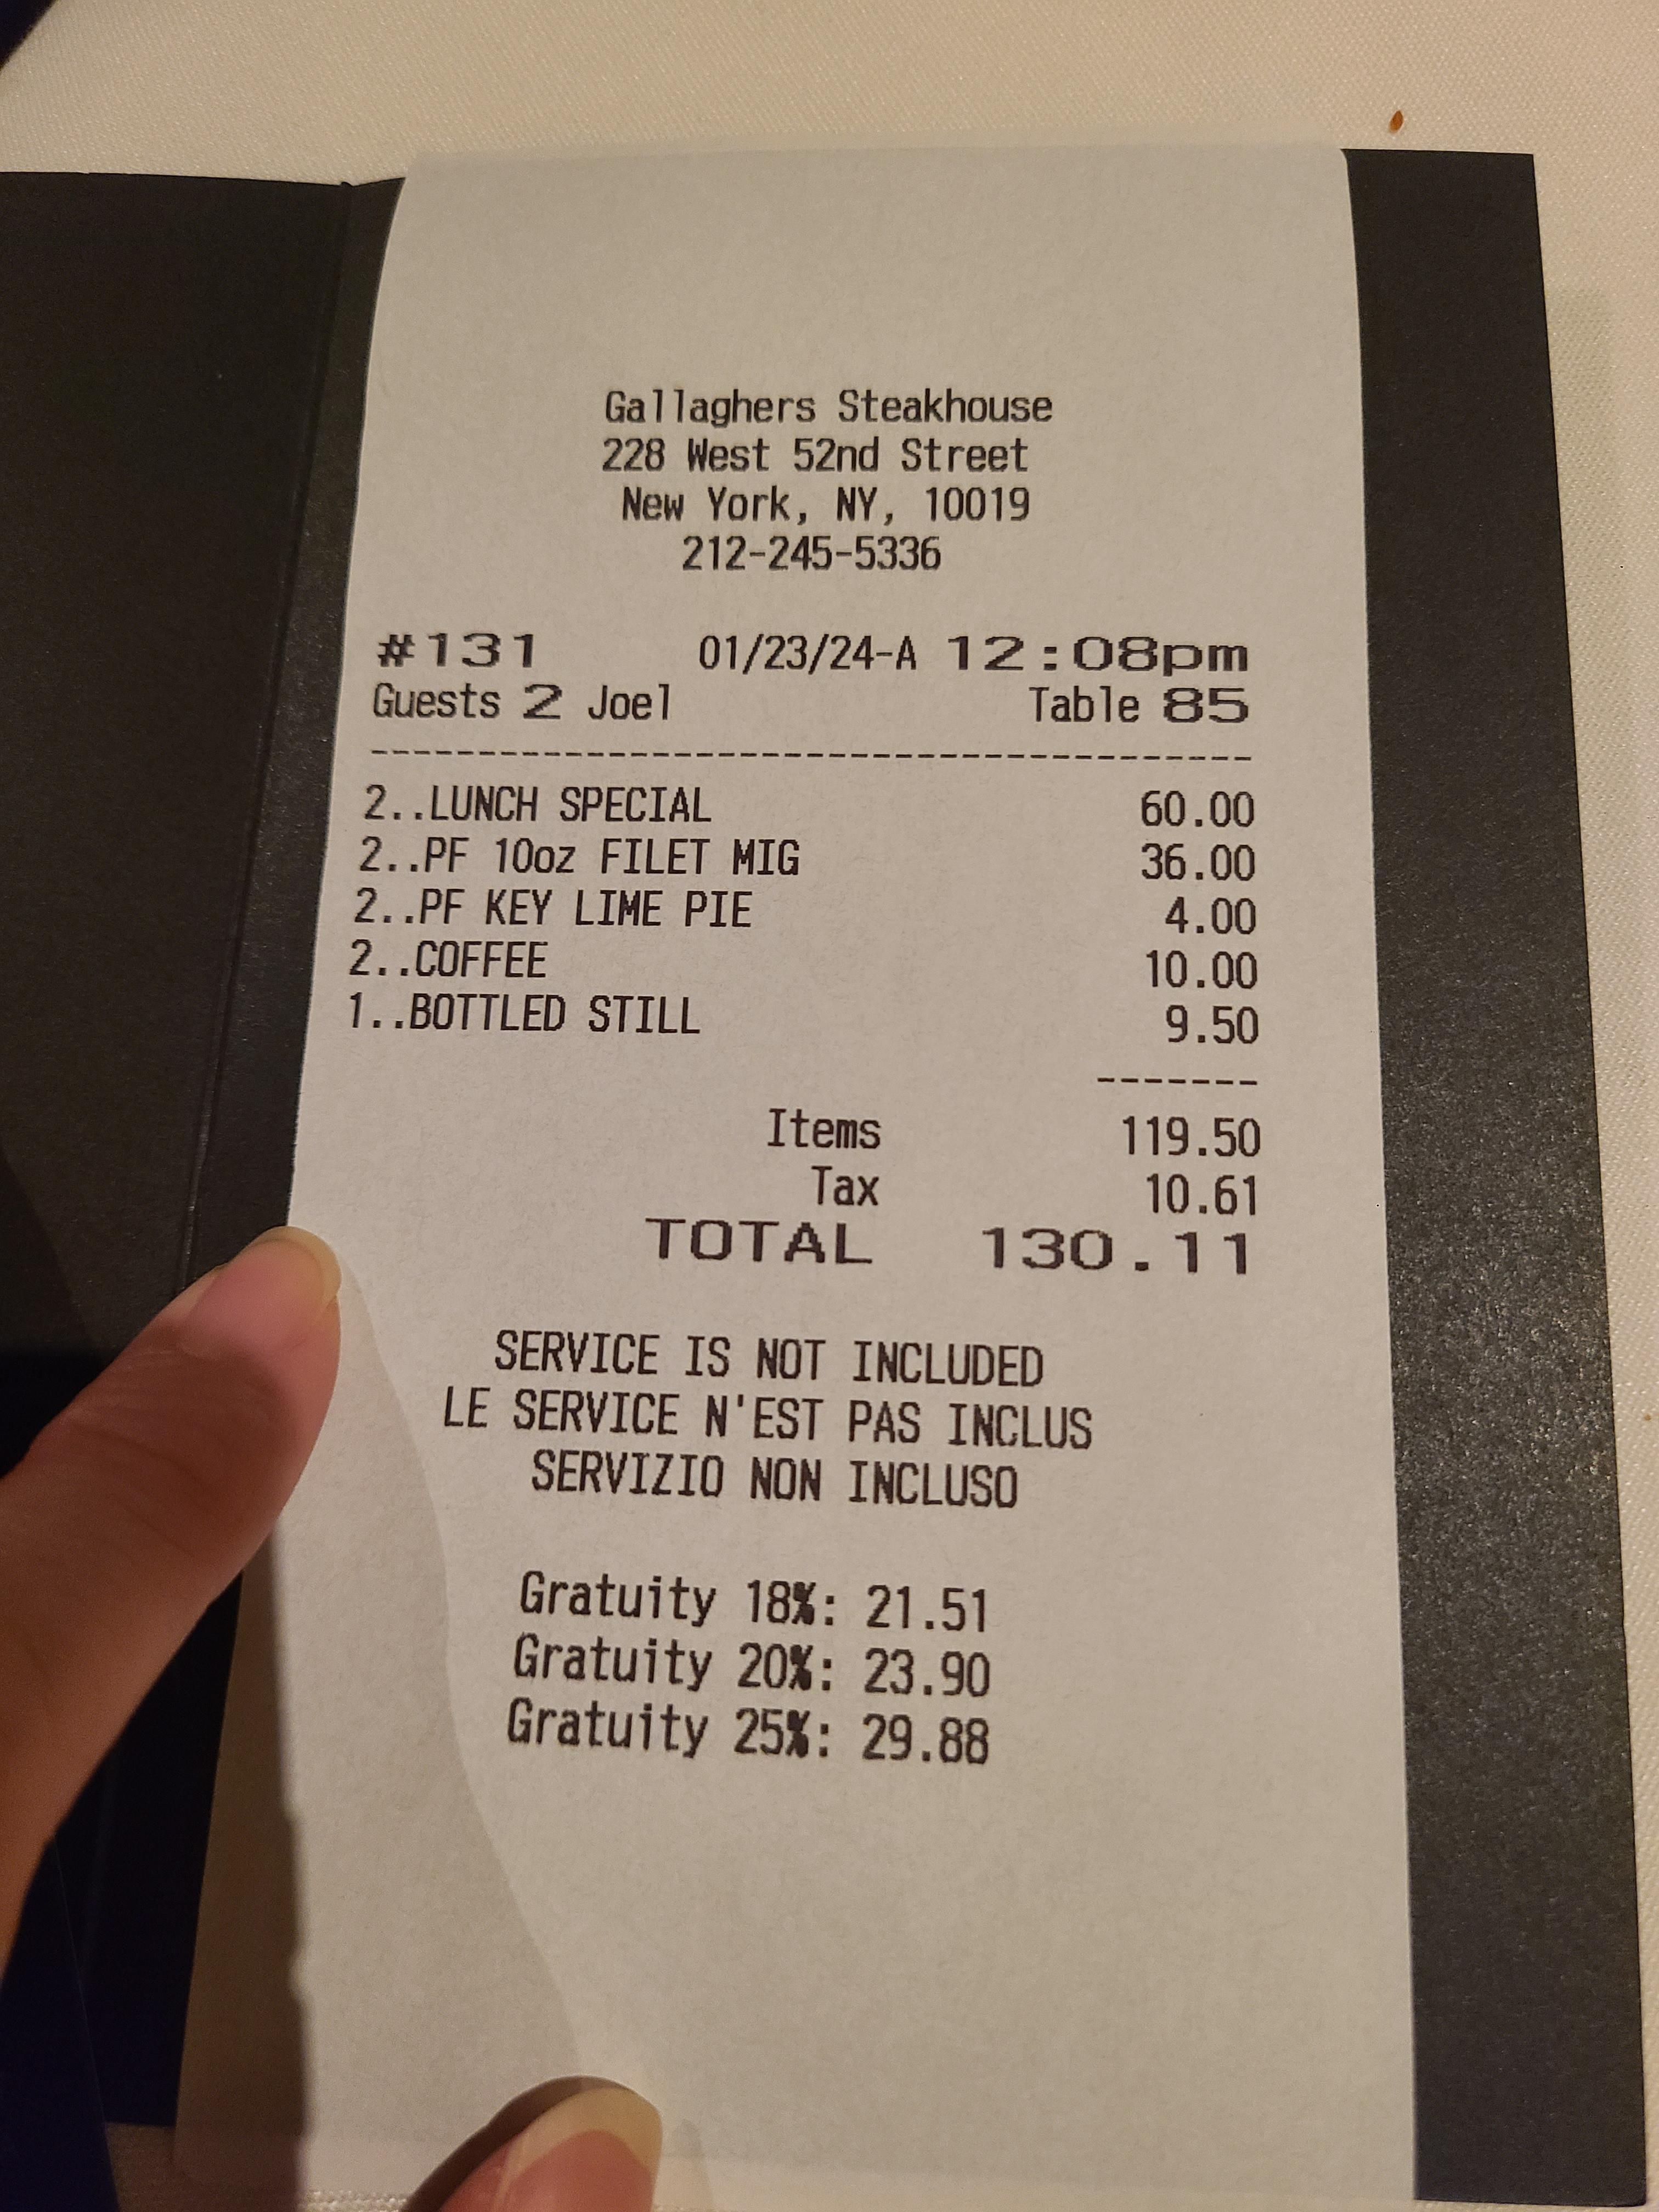 Gallaghers Steakhouse
228 West 52nd Street
New York, NY, 10019
212-245-5336
#131 01/23/24-A 12:08pm
Guests 2 Joel Table 85
---------------------------------------
2..LUNCH SPECIAL 60.00
2..PF 10oz FILET MIG 36.00
2..PF KEY LIME PIE 4.00
2..COFFEE 10.00
1..BOTTLED STILL 9.50
-------
Items 119.50
Tax 10.61
TOTAL 130.11
SERVICE IS NOT INCLUDED
LE SERVICE N'EST PAS INCLUS
SERVIZIO NON INCLUSO
Gratuity 18%: 21.51
Gratuity 20%: 23.90
Gratuity 25%: 29.88